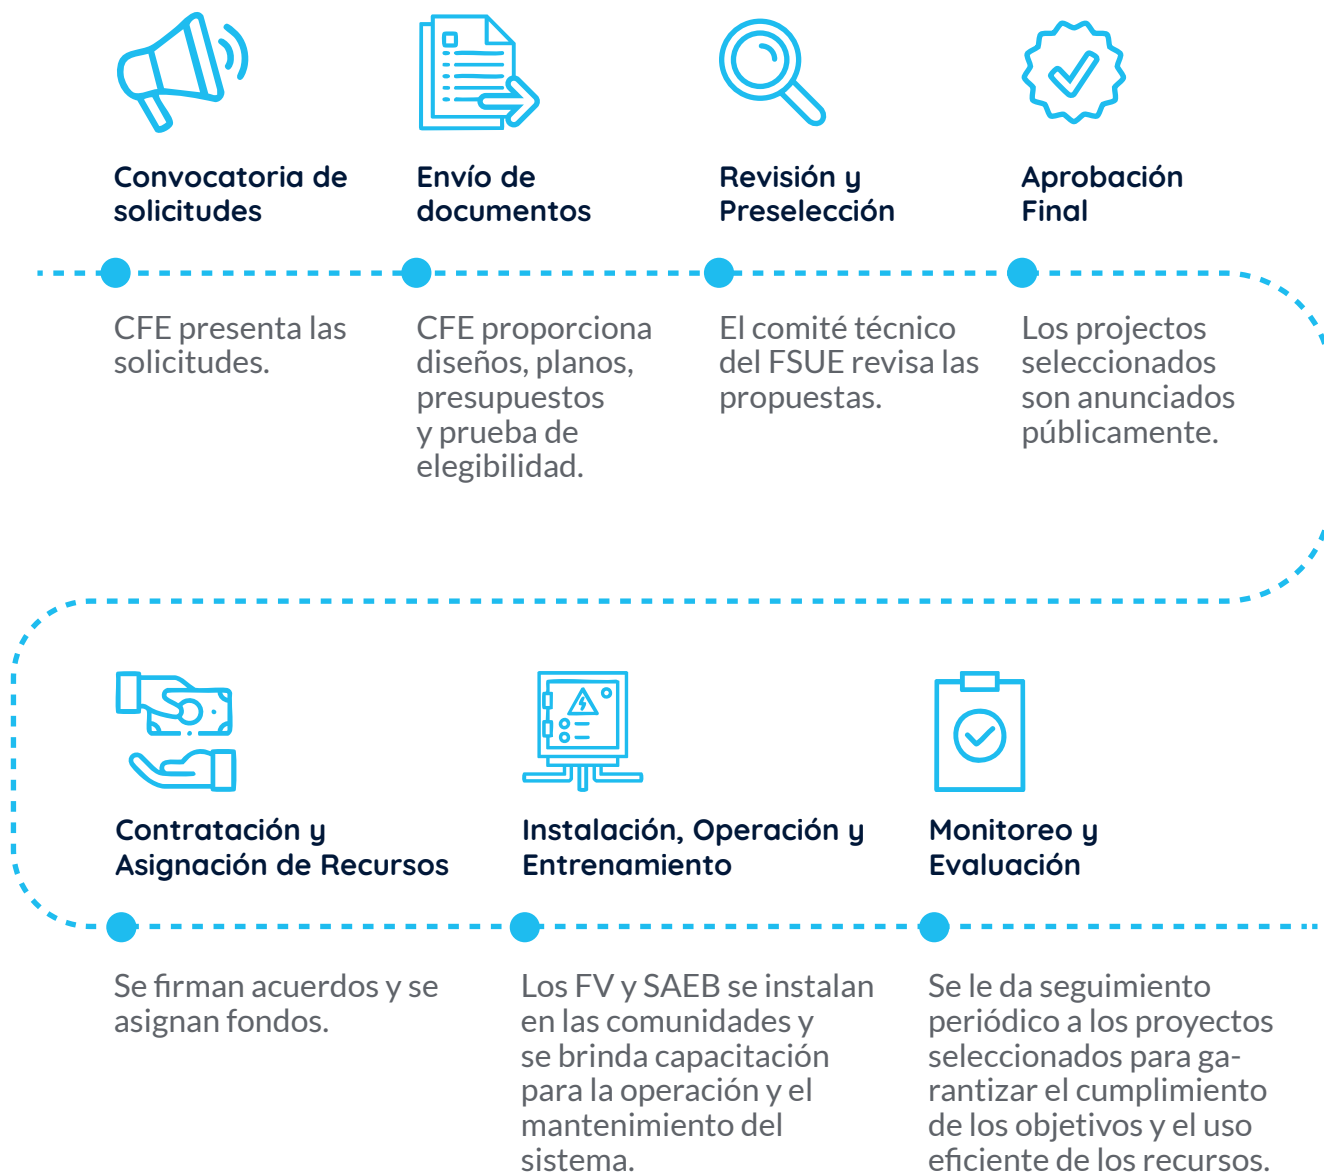 Convocatoria de
solicitudes
CFE presenta las
solicitudes.
Envío de
documentos
CFE proporciona
diseños, planos,
presupuestos
y prueba de
elegibilidad.
Revisión y
Preselección
El comité técnico
del FSUE revisa las
propuestas.
Aprobación
Final
Los projectos
seleccionados
son anunciados
públicamente.
Contratación y
Asignación de Recursos
Se firman acuerdos y se
asignan fondos.
Instalación, Operación y
Entrenamiento
Los FV y SAEB se instalan
en las comunidades y
se brinda capacitación
para la operación y el
mantenimiento del
sistema.
Monitoreo y
Evaluación
Se le da seguimiento
periódico a los proyectos
seleccionados para ga-
rantizar el cumplimiento
de los objetivos y el uso
eficiente de los recursos.